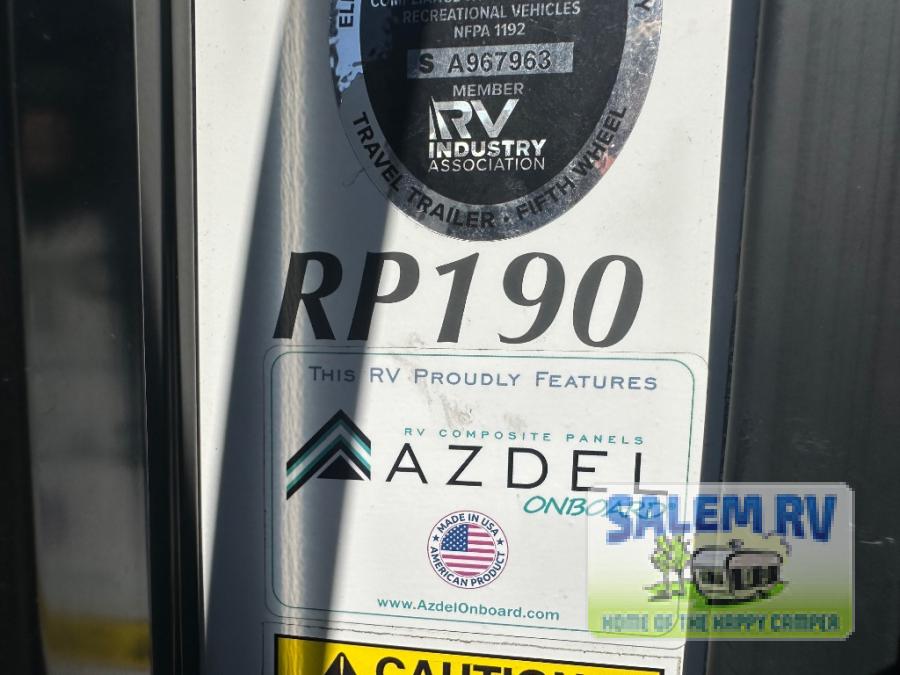 RECREATIONAL VEHICLES
NFPA 1192
S A967963
MEMBER
RV
INDUSTRY
ASSOCIATION
TRAVEL TRAILER · FIFTH WHEEL
RP190
THIS RV PROUDLY FEATURES
RV COMPOSITE PANELS
AZDEL
ONBOARD
MADE IN USA
AMERICAN PRODUCT
www.AzdelOnboard.com
SALEM RV
HOME OF THE HAPPY CAMPER
CAUTION